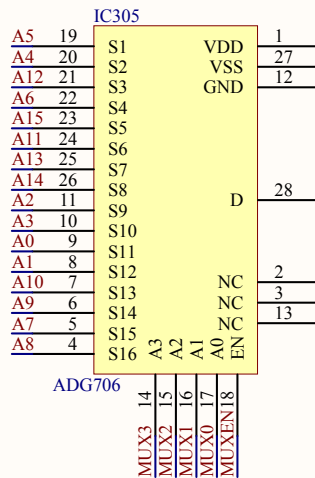 IC305
A5 19 S1 VDD 1
A4 20 S2 VSS 27
A12 21 S3 GND 12
A6 22 S4
A15 23 S5
A11 24 S6
A13 25 S7
A14 26 S8
A2 11 S9 D 28
A3 10 S10
A0 9 S11
A1 8 S12
A10 7 S13 NC 2
A9 6 S14 NC 3
A7 5 S15 NC 13
A8 4 S16
A3 A2 A1 A0 EN
ADG706
MUX3 14
MUX2 15
MUX1 16
MUX0 17
MUXEN 18